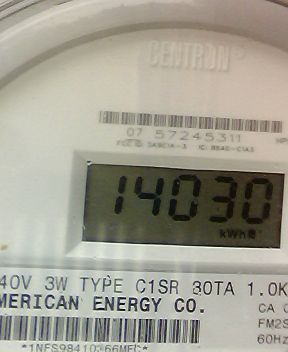 CENTRON®
07 57245311
14030
kWh
40V 3W TYPE C1SR 30TA 1.0K
MERICAN ENERGY CO.
CA
FM2S
60Hz